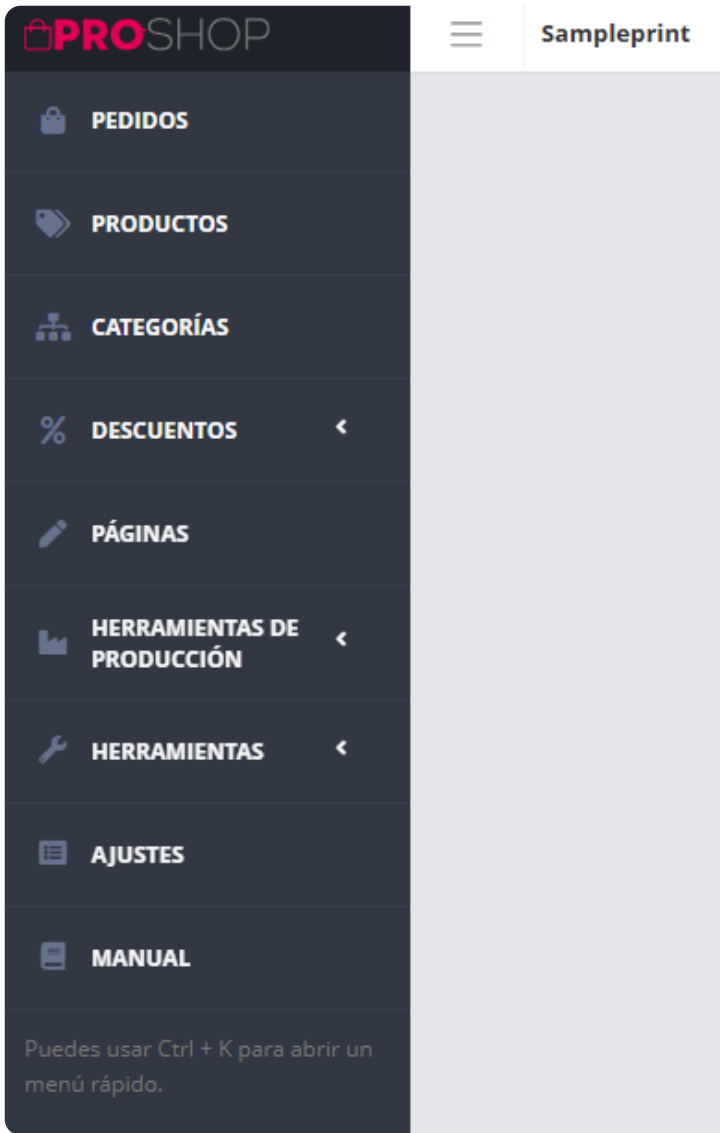 PROSHOP
Sampleprint
PEDIDOS
PRODUCTOS
CATEGORÍAS
DESCUENTOS
PÁGINAS
HERRAMIENTAS DE
PRODUCCIÓN
HERRAMIENTAS
AJUSTES
MANUAL
Puedes usar Ctrl + K para abrir un
menú rápido.